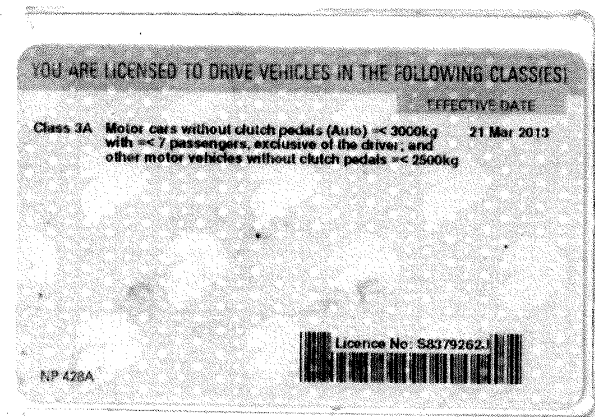 YOU ARE LICENSED TO DRIVE VEHICLES IN THE FOLLOWING CLASS(ES)
EFFECTIVE DATE
Class 3A Motor cars without clutch pedals (Auto) =< 3000kg 21 Mar 2013
with =< 7 passengers, exclusive of the driver; and
other motor vehicles without clutch pedals =< 2500kg
Licence No: S8379262J
NP 428A